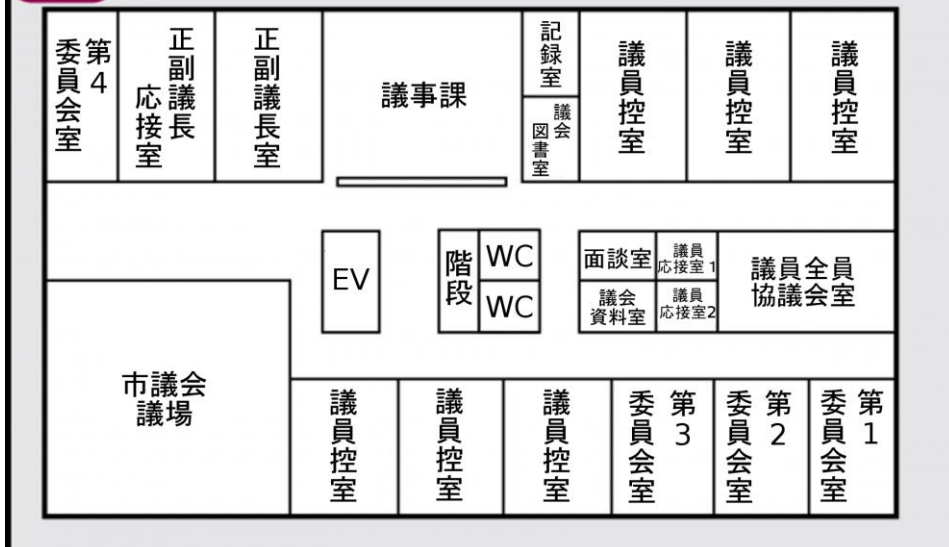 第4
委員会室
正副議長
応接室
正副議長室
議事課
記録室
議会
図書室
議員控室
議員控室
議員控室
EV
階段
WC
WC
面談室
議会
資料室
議員
応接室1
議員
応接室2
議員全員
協議会室
市議会
議場
議員控室
議員控室
議員控室
第3
委員会室
第2
委員会室
第1
委員会室